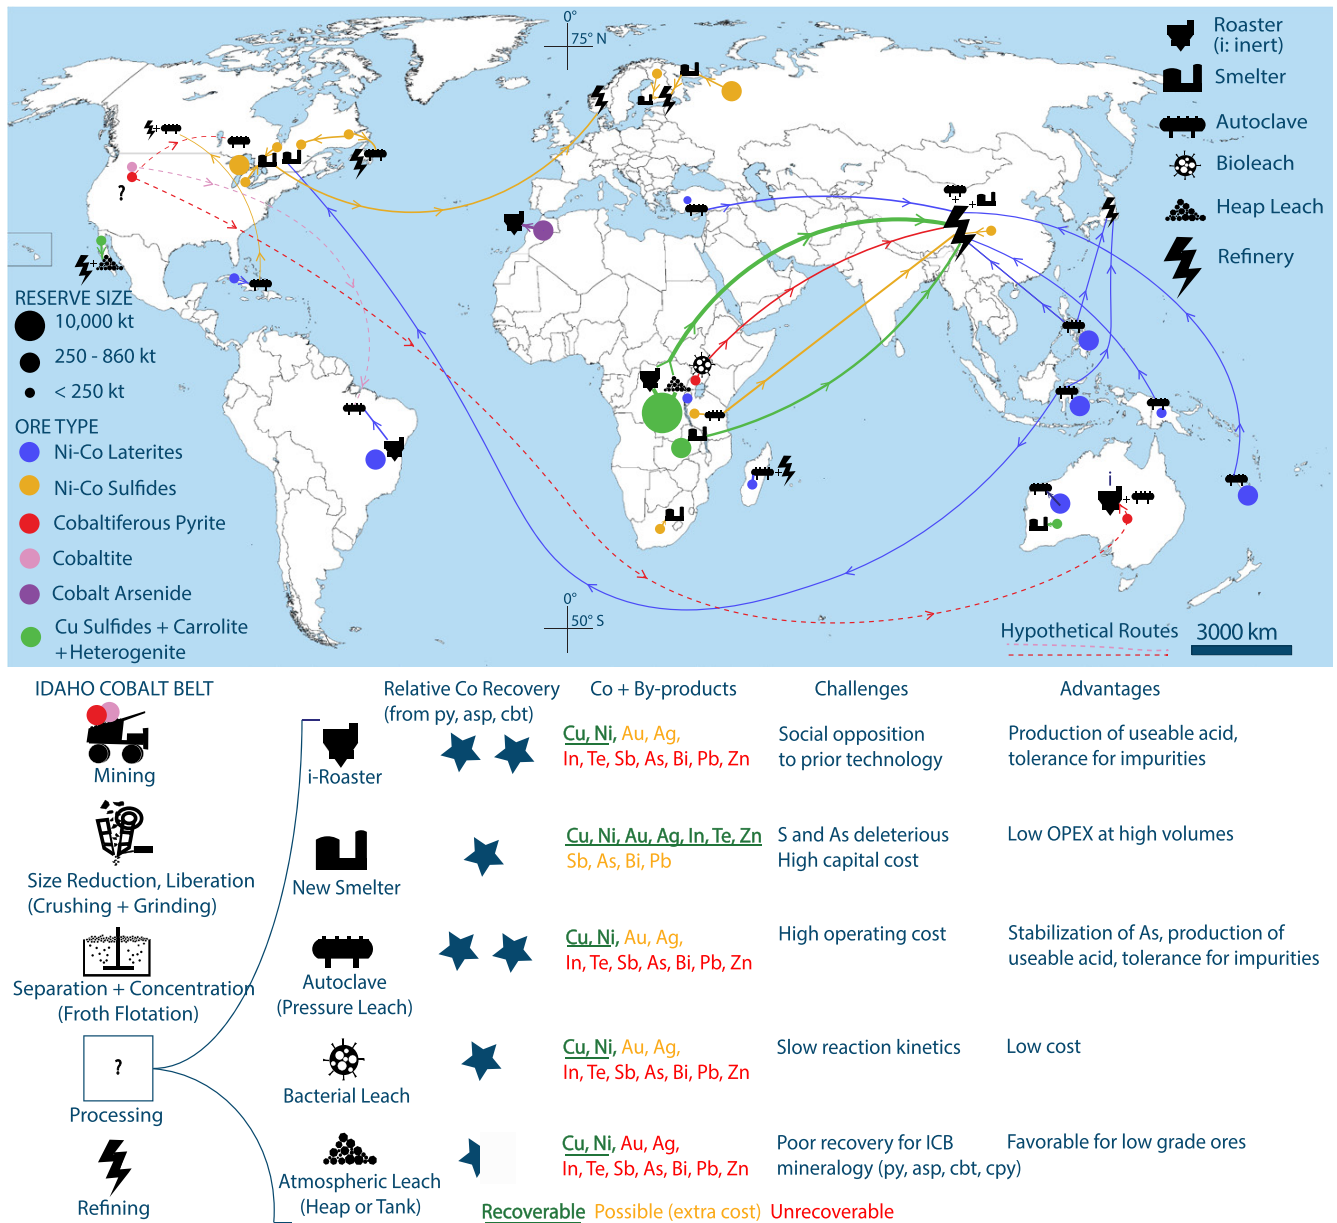 0°
75° N
Roaster
(i: inert)
Smelter
Autoclave
Bioleach
Heap Leach
Refinery
+
?
+
+
+
RESERVE SIZE
10,000 kt
250 - 860 kt
< 250 kt
ORE TYPE
Ni-Co Laterites
Ni-Co Sulfides
Cobaltiferous Pyrite
Cobaltite
Cobalt Arsenide
Cu Sulfides + Carrolite
+Heterogenite
+
i
+
0°
50° S
Hypothetical Routes
3000 km
IDAHO COBALT BELT
Relative Co Recovery
(from py, asp, cbt)
Co + By-products
Challenges
Advantages
Mining
Size Reduction, Liberation
(Crushing + Grinding)
Separation + Concentration
(Froth Flotation)
?
Processing
Refining
i-Roaster
Cu, Ni, Au, Ag,
In, Te, Sb, As, Bi, Pb, Zn
Social opposition
to prior technology
Production of useable acid,
tolerance for impurities
New Smelter
Cu, Ni, Au, Ag, In, Te, Zn
Sb, As, Bi, Pb
S and As deleterious
High capital cost
Low OPEX at high volumes
Autoclave
(Pressure Leach)
Cu, Ni, Au, Ag,
In, Te, Sb, As, Bi, Pb, Zn
High operating cost
Stabilization of As, production of
useable acid, tolerance for impurities
Bacterial Leach
Cu, Ni, Au, Ag,
In, Te, Sb, As, Bi, Pb, Zn
Slow reaction kinetics
Low cost
Atmospheric Leach
(Heap or Tank)
Cu, Ni, Au, Ag,
In, Te, Sb, As, Bi, Pb, Zn
Poor recovery for ICB
mineralogy (py, asp, cbt, cpy)
Favorable for low grade ores
Recoverable Possible (extra cost) Unrecoverable